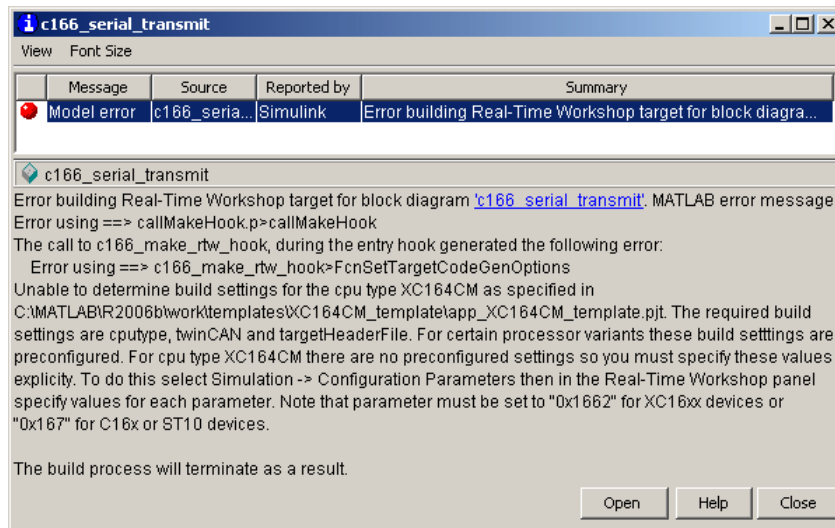 c166_serial_transmit
View Font Size
Message Source Reported by Summary
Model error c166_seria... Simulink Error building Real-Time Workshop target for block diagra...
c166_serial_transmit
Error building Real-Time Workshop target for block diagram 'c166_serial_transmit'. MATLAB error message
Error using ==> callMakeHook.p>callMakeHook
The call to c166_make_rtw_hook, during the entry hook generated the following error:
Error using ==> c166_make_rtw_hook>FcnSetTargetCodeGenOptions
Unable to determine build settings for the cpu type XC164CM as specified in
C:\MATLAB\R2006b\work\templates\XC164CM_template\app_XC164CM_template.pjt. The required build
settings are cputype, twinCAN and targetHeaderFile. For certain processor variants these build setttings are
preconfigured. For cpu type XC164CM there are no preconfigured settings so you must specify these values
explicity. To do this select Simulation -> Configuration Parameters then in the Real-Time Workshop panel
specify values for each parameter. Note that parameter must be set to "0x1662" for XC16xx devices or
"0x167" for C16x or ST10 devices.
The build process will terminate as a result.
Open Help Close